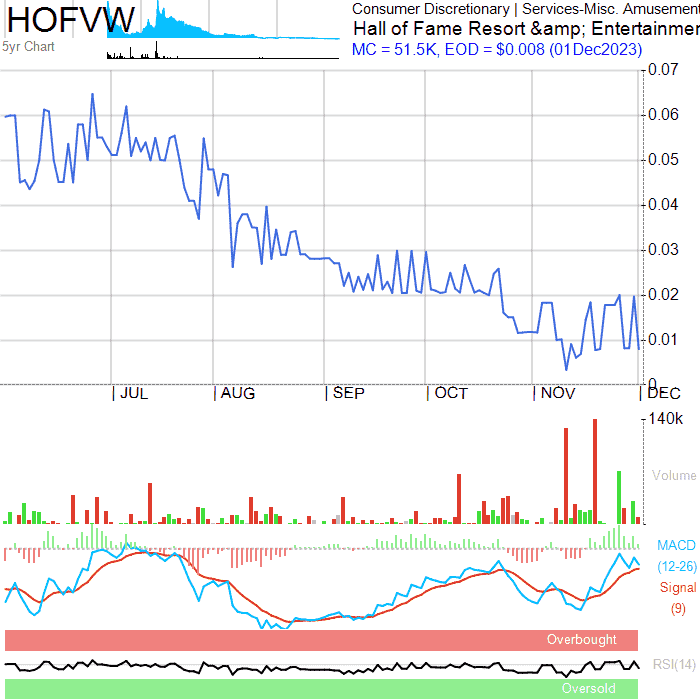 HOFVW
5yr Chart
Consumer Discretionary | Services-Misc. Amusement
Hall of Fame Resort &amp; Entertainmen
MC = 51.5K, EOD = $0.008 (01Dec2023)
0.07
0.06
0.05
0.04
0.03
0.02
0.01
0
JUL AUG SEP OCT NOV DEC
140k
Volume
MACD
(12-26)
Signal
(9)
Overbought
RSI(14)
Oversold